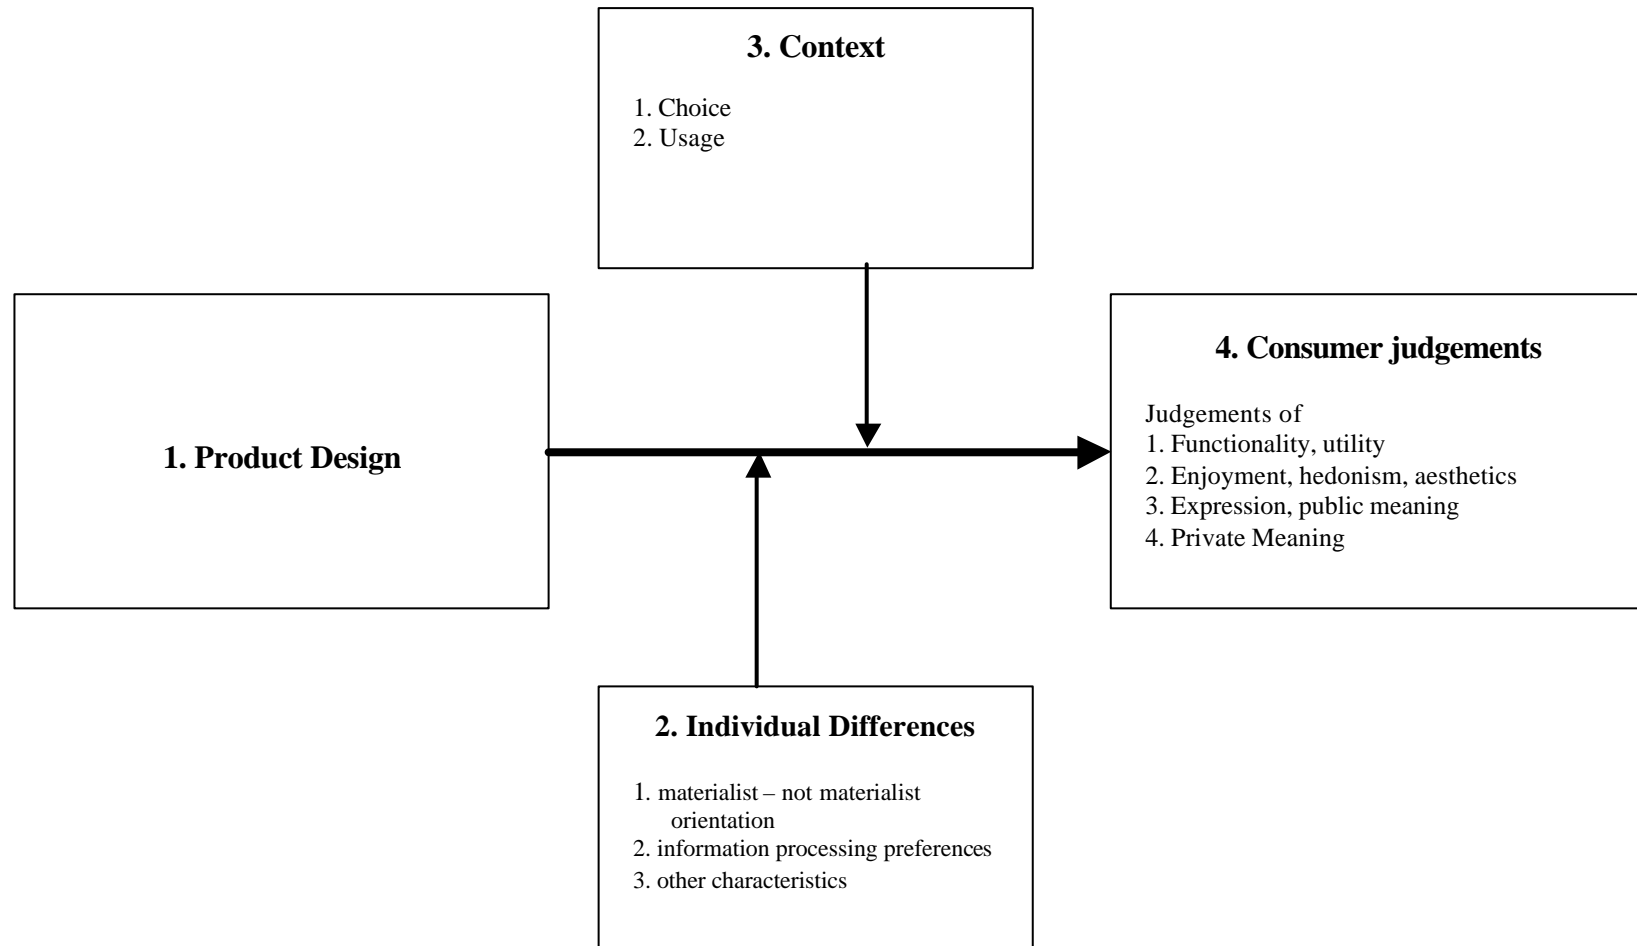 3. Context
1. Choice
2. Usage
1. Product Design
4. Consumer judgements
Judgements of
1. Functionality, utility
2. Enjoyment, hedonism, aesthetics
3. Expression, public meaning
4. Private Meaning
2. Individual Differences
1. materialist – not materialist
orientation
2. information processing preferences
3. other characteristics